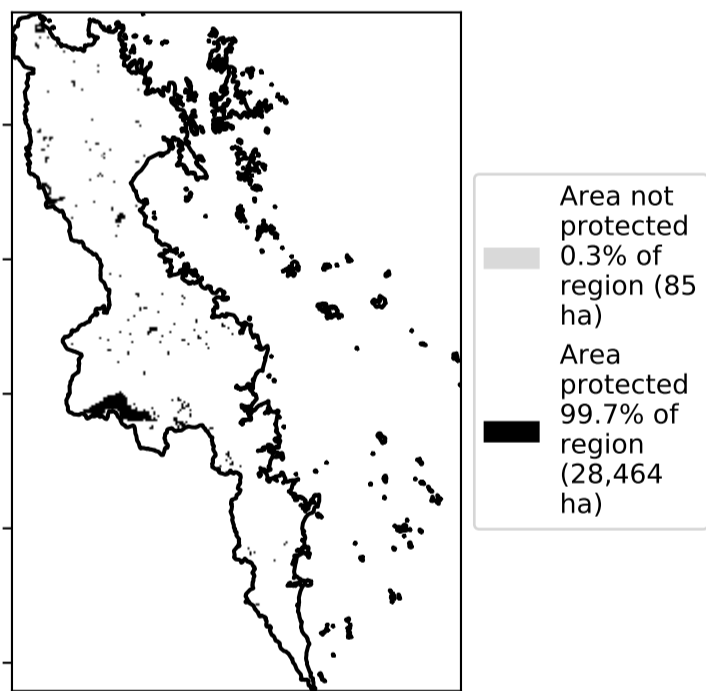 Area not
protected
0.3% of
region (85
ha)
Area
protected
99.7% of
region
(28,464
ha)